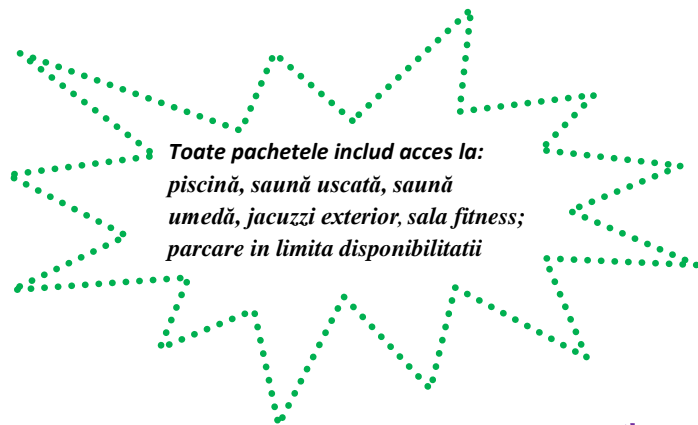 Toate pachetele includ acces la:
piscină, saună uscată, saună
umedă, jacuzzi exterior, sala fitness;
parcare in limita disponibilitatii